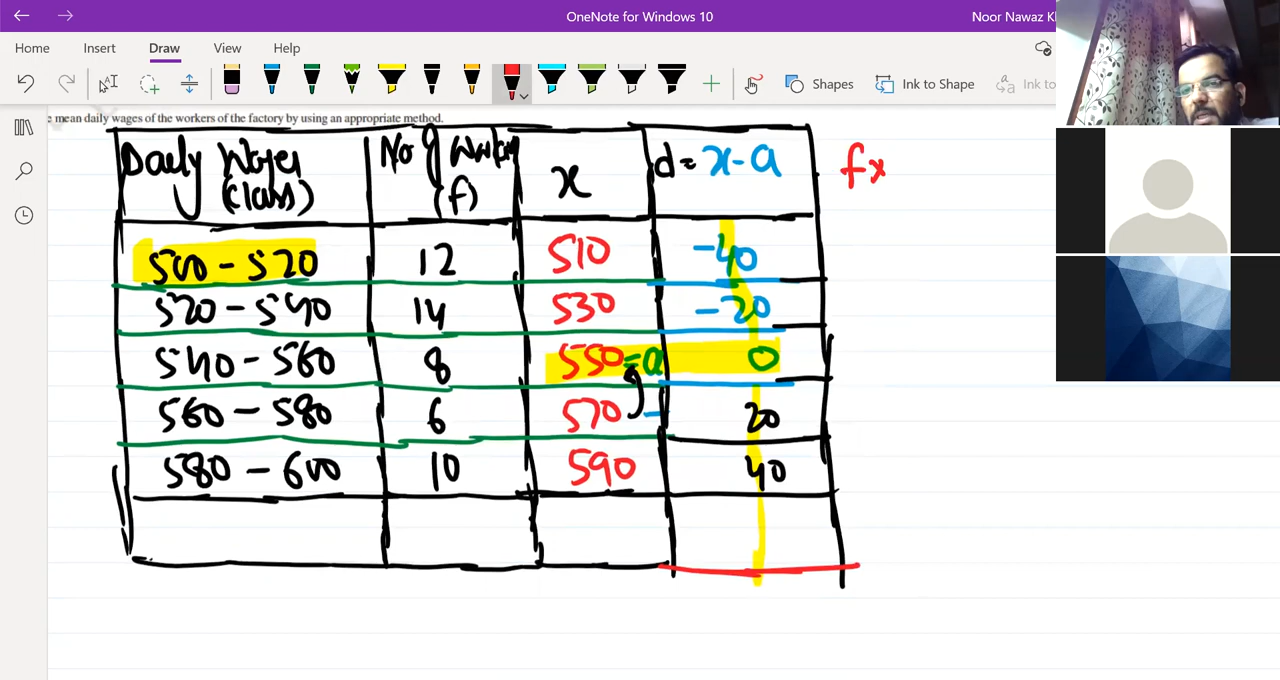 OneNote for Windows 10
Noor Nawaz Kh
Home Insert Draw View Help
Shapes Ink to Shape Ink to
e mean daily wages of the workers of the factory by using an appropriate method.
Daily Wages (Class) No of Workers (f) x d = x - a fx
500 - 520 12 510 -40
520 - 540 14 530 -20
540 - 560 8 550 = a 0
560 - 580 6 570 - 20
580 - 600 10 590 40